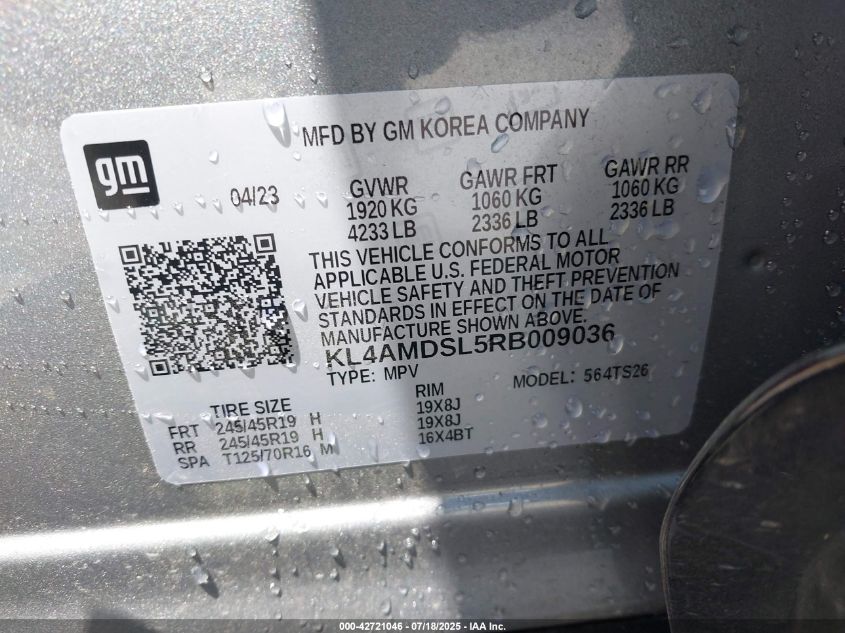 MFD BY GM KOREA COMPANY
gm
04/23
GVWR GAWR FRT GAWR RR
1920 KG 1060 KG 1060 KG
4233 LB 2336 LB 2336 LB
THIS VEHICLE CONFORMS TO ALL
APPLICABLE U.S. FEDERAL MOTOR
VEHICLE SAFETY AND THEFT PREVENTION
STANDARDS IN EFFECT ON THE DATE OF
MANUFACTURE SHOWN ABOVE.
KL4AMDSL5RB009036
TYPE: MPV MODEL: 564TS26
TIRE SIZE RIM
FRT 245/45R19 H 19X8J
RR 245/45R19 H 19X8J
SPA T125/70R16 M 16X4BT
000-42721046 - 07/18/2025 - IAA Inc.